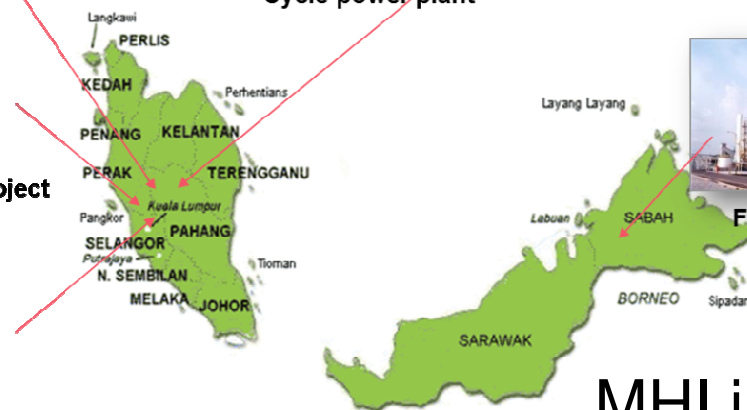 Cycle power plant
Langkawi
PERLIS
KEDAH
Perhentians
Layang Layang
PENANG
KELANTAN
PERAK
TERENGGANU
oject
Kuala Lumpur
Pangkor
PAHANG
Labuan
SABAH
F
SELANGOR
Putrajaya
Tioman
N. SEMBILAN
MELAKA
JOHOR
BORNEO
Sipadan
SARAWAK
MHI i